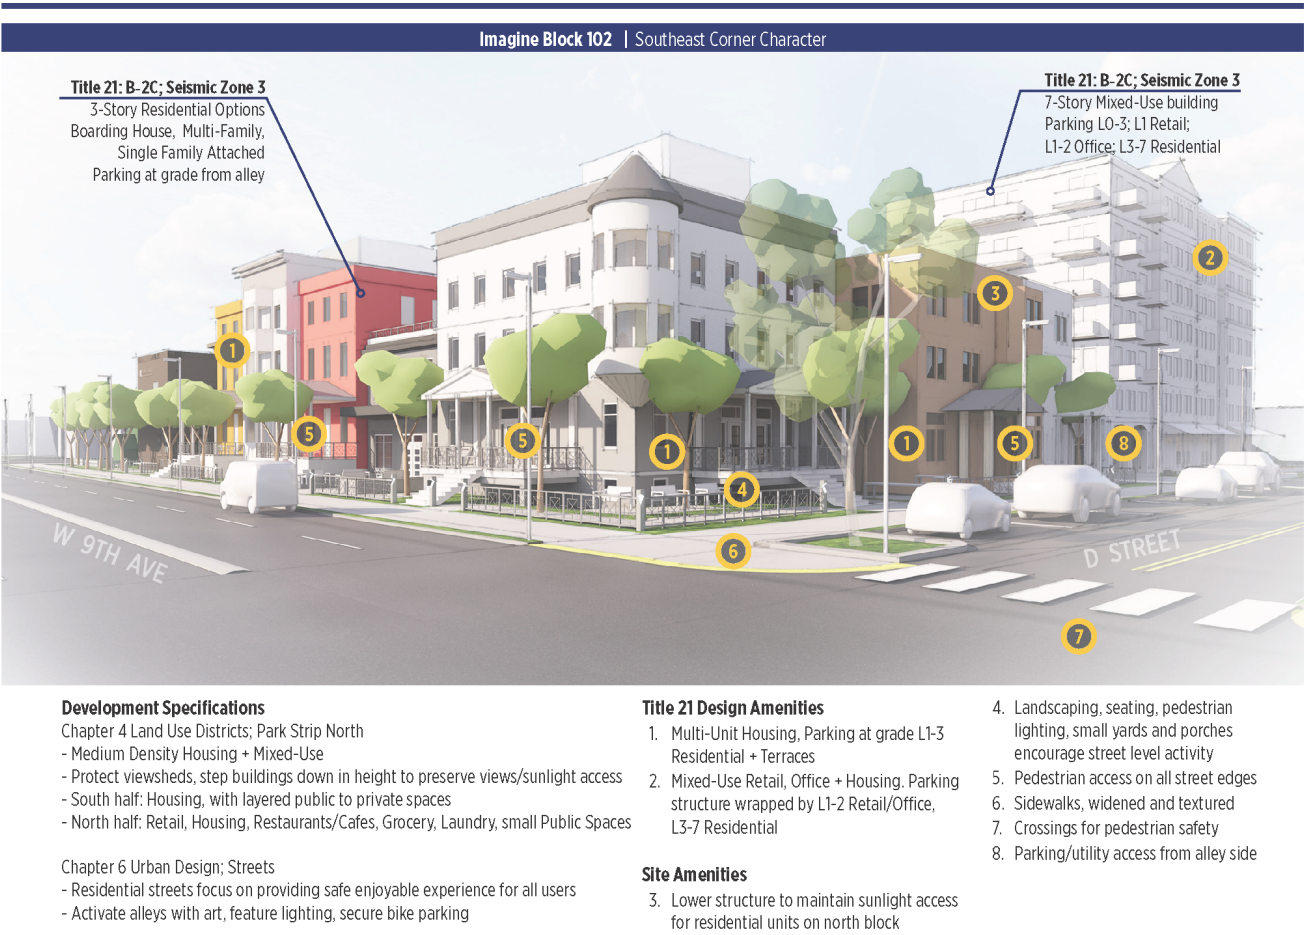 Imagine Block 102 | Southeast Corner Character
Title 21: B-2C; Seismic Zone 3
3-Story Residential Options
Boarding House, Multi-Family,
Single Family Attached
Parking at grade from alley
Title 21: B-2C; Seismic Zone 3
7-Story Mixed-Use building
Parking L0-3; L1 Retail;
L1-2 Office; L3-7 Residential
2
3
1
5
5
1
1
5
8
4
6
7
W 9TH AVE
D STREET
Development Specifications
Chapter 4 Land Use Districts; Park Strip North
- Medium Density Housing + Mixed-Use
- Protect viewsheds, step buildings down in height to preserve views/sunlight access
- South half: Housing, with layered public to private spaces
- North half: Retail, Housing, Restaurants/Cafes, Grocery, Laundry, small Public Spaces
Chapter 6 Urban Design; Streets
- Residential streets focus on providing safe enjoyable experience for all users
- Activate alleys with art, feature lighting, secure bike parking
Title 21 Design Amenities
1. Multi-Unit Housing, Parking at grade L1-3
Residential + Terraces
2. Mixed-Use Retail, Office + Housing. Parking
structure wrapped by L1-2 Retail/Office,
L3-7 Residential
Site Amenities
3. Lower structure to maintain sunlight access
for residential units on north block
4. Landscaping, seating, pedestrian
lighting, small yards and porches
encourage street level activity
5. Pedestrian access on all street edges
6. Sidewalks, widened and textured
7. Crossings for pedestrian safety
8. Parking/utility access from alley side